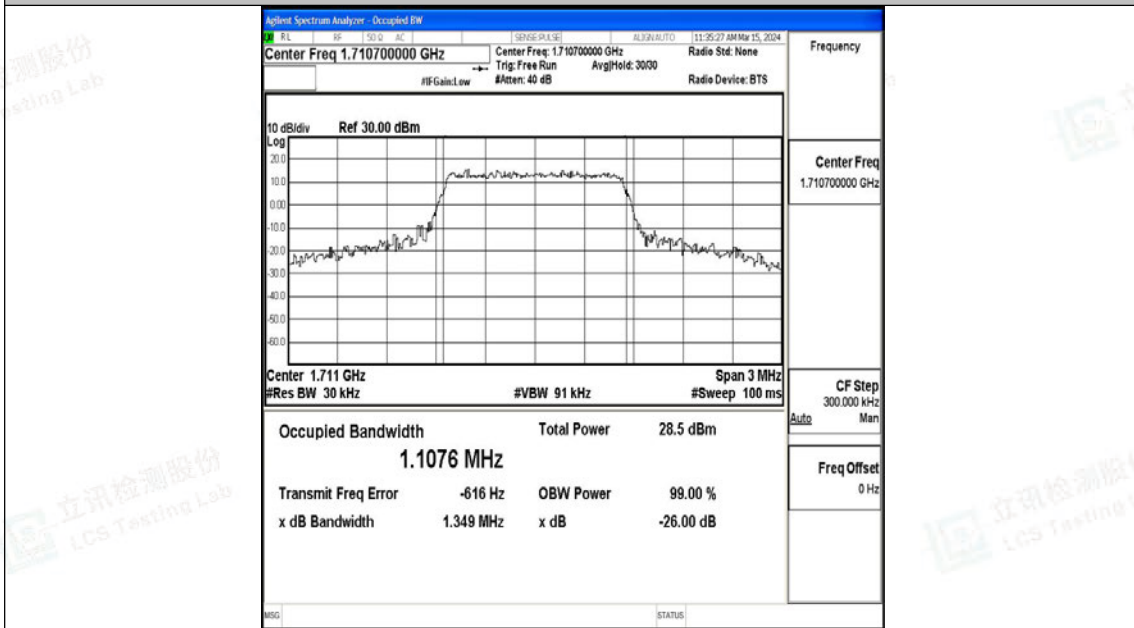 Agilent Spectrum Analyzer - Occupied BW
RL RF 50 Ω AC SENSE:PULSE ALIGNAUTO 11:35:27 AM Mar 15, 2024
Center Freq 1.710700000 GHz
Center Freq: 1.710700000 GHz
Radio Std: None
Trig: Free Run Avg|Hold: 30/30
#IFGain:Low #Atten: 40 dB Radio Device: BTS
Frequency
10 dB/div Ref 30.00 dBm
Log
20.0
10.0
0.00
-10.0
-20.0
-30.0
-40.0
-50.0
-60.0
Center 1.711 GHz Span 3 MHz
#Res BW 30 kHz #VBW 91 kHz #Sweep 100 ms
Occupied Bandwidth Total Power 28.5 dBm
1.1076 MHz
Transmit Freq Error -616 Hz OBW Power 99.00 %
x dB Bandwidth 1.349 MHz x dB -26.00 dB
Center Freq
1.710700000 GHz
CF Step
300.000 kHz
Auto Man
Freq Offset
0 Hz
MSG STATUS
立讯检测股份
LCS Testing Lab